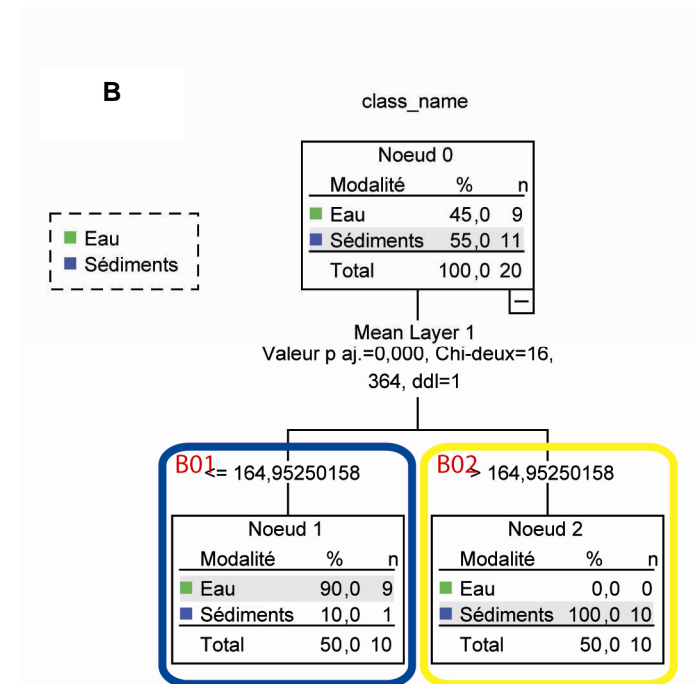 B
class_name
Noeud 0
Modalité % n
Eau 45,0 9
Sédiments 55,0 11
Total 100,0 20
Eau
Sédiments
Mean Layer 1
Valeur p aj.=0,000, Chi-deux=16,
364, ddl=1
B01 <= 164,95250158
B02 > 164,95250158
Noeud 1
Modalité % n
Eau 90,0 9
Sédiments 10,0 1
Total 50,0 10
Noeud 2
Modalité % n
Eau 0,0 0
Sédiments 100,0 10
Total 50,0 10